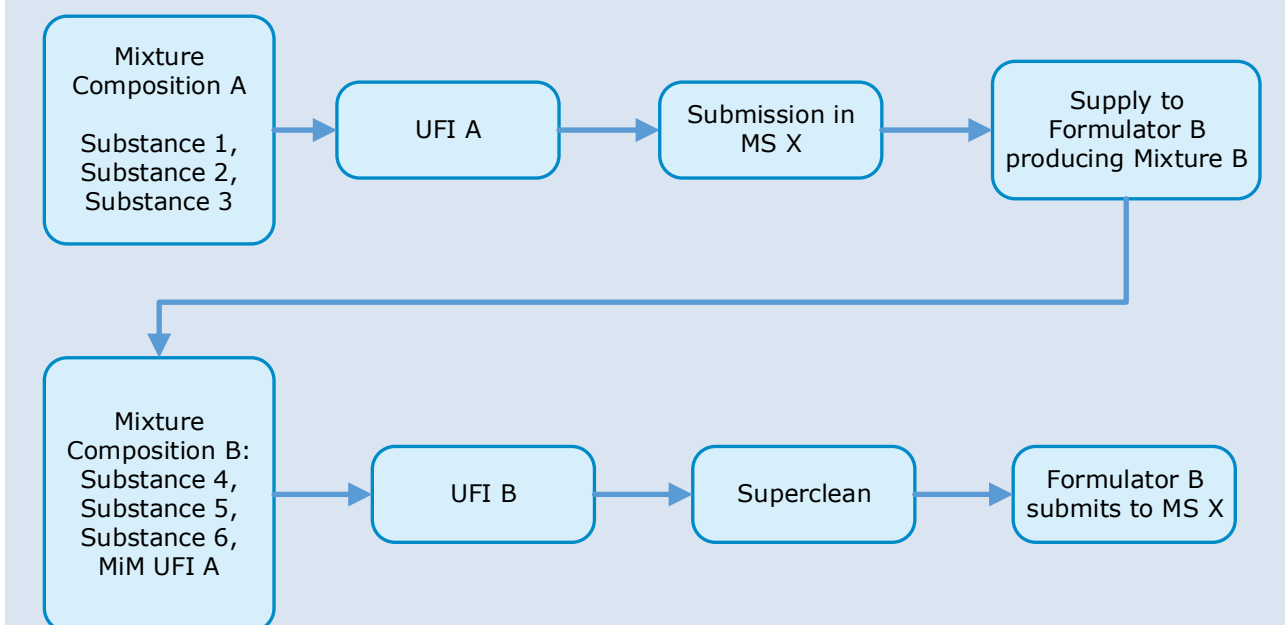 Mixture
Composition A
Substance 1,
Substance 2,
Substance 3
UFI A
Submission in
MS X
Supply to
Formulator B
producing Mixture B
Mixture
Composition B:
Substance 4,
Substance 5,
Substance 6,
MiM UFI A
UFI B
Superclean
Formulator B
submits to MS X